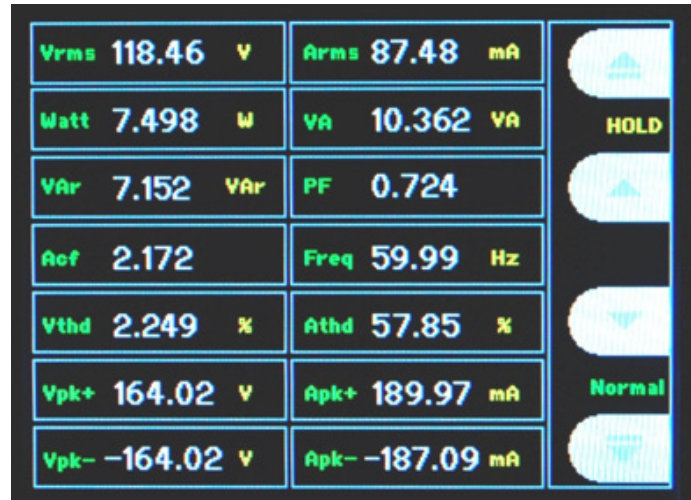 Vrms 118.46 V Arms 87.48 mA
Watt 7.498 W VA 10.362 VA HOLD
VAr 7.152 VAr PF 0.724
Acf 2.172 Freq 59.99 Hz
Vthd 2.249 % Athd 57.85 %
Vpk+ 164.02 V Apk+ 189.97 mA Normal
Vpk- -164.02 V Apk- -187.09 mA